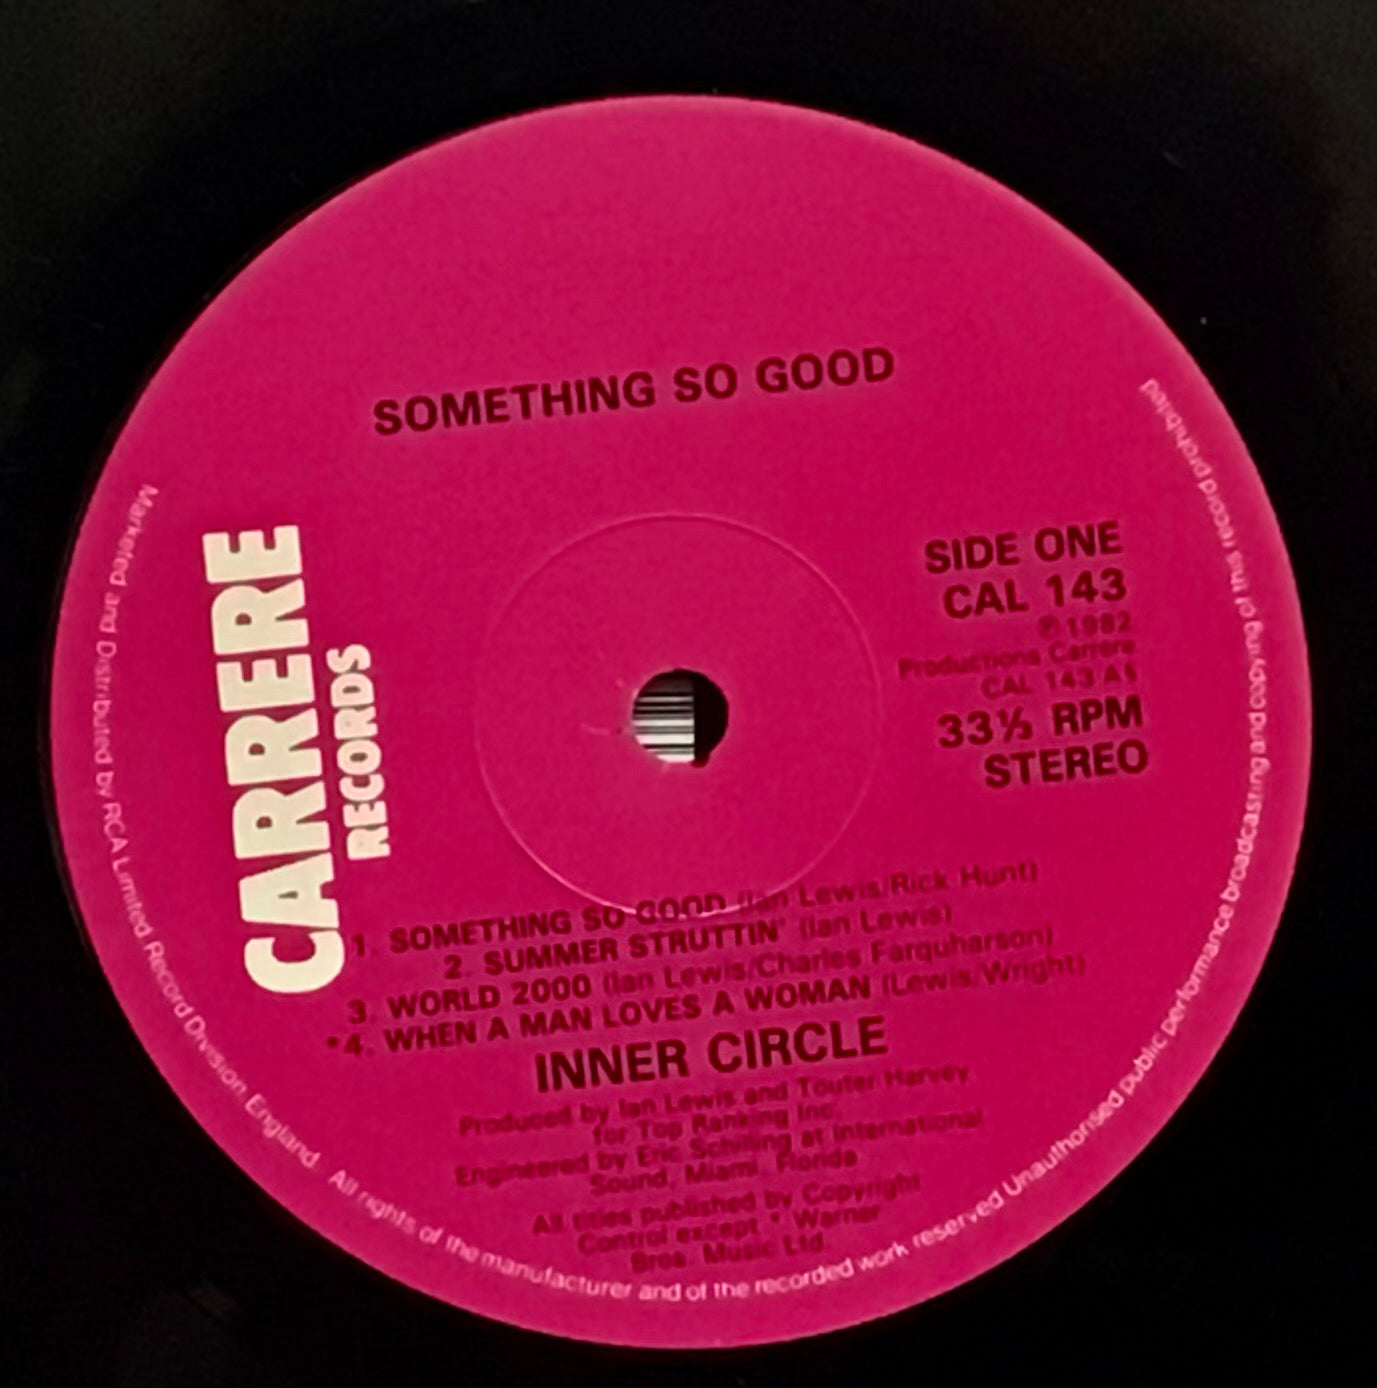 SOMETHING SO GOOD
CARRERE
RECORDS
SIDE ONE
CAL 143
℗ 1982
Productions Carrere
CAL 143 A
33⅓ RPM
STEREO
1. SOMETHING SO GOOD (Ian Lewis/Rick Hunt)
2. SUMMER STRUTTIN' (Ian Lewis)
3. WORLD 2000 (Ian Lewis/Charles Farquharson)
*4. WHEN A MAN LOVES A WOMAN (Lewis/Wright)
INNER CIRCLE
Produced by Ian Lewis and Touter Harvey
for Top Ranking Inc.
Engineered by Eric Schilling at International
Sound, Miami, Florida
All titles published by Copyright
Control except * Warner
Bros. Music Ltd.
Marketed and Distributed by RCA Limited Record Division, England. All rights of the manufacturer and of the recorded work reserved Unauthorised public performance broadcasting and copying of this record prohibited